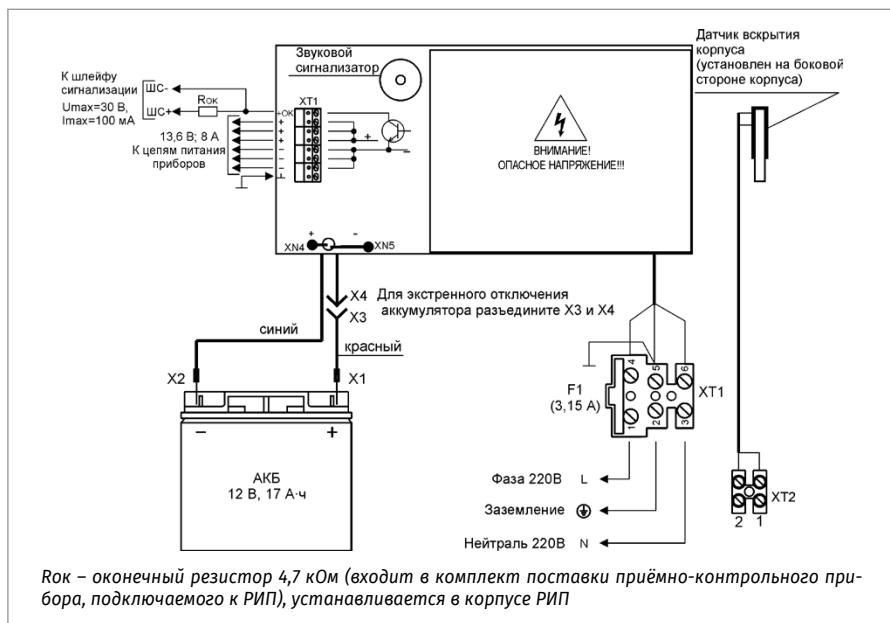 Датчик вскрытия
корпуса
(установлен на боковой
стороне корпуса)
Звуковой
сигнализатор
К шлейфу
сигнализации
Umax=30 В,
Imax=100 мА
ШС-
ШС+
Rок
+OK
XT1
+
+
+
–
–
–
⊥
+
–
13,6 В; 8 А
К цепям питания
приборов
ВНИМАНИЕ!
ОПАСНОЕ НАПРЯЖЕНИЕ!!!
+ -
XN4 XN5
X4
X3
Для экстренного отключения
аккумулятора разъедините X3 и X4
синий
красный
X2 X1
– +
АКБ
12 В, 17 А·ч
F1
(3,15 А)
4 5 6
1 2 3
XT1
Фаза 220В L
Заземление
Нейтраль 220В N
XT2
2 1
Rок – оконечный резистор 4,7 кОм (входит в комплект поставки приёмно-контрольного при-
бора, подключаемого к РИП), устанавливается в корпусе РИП